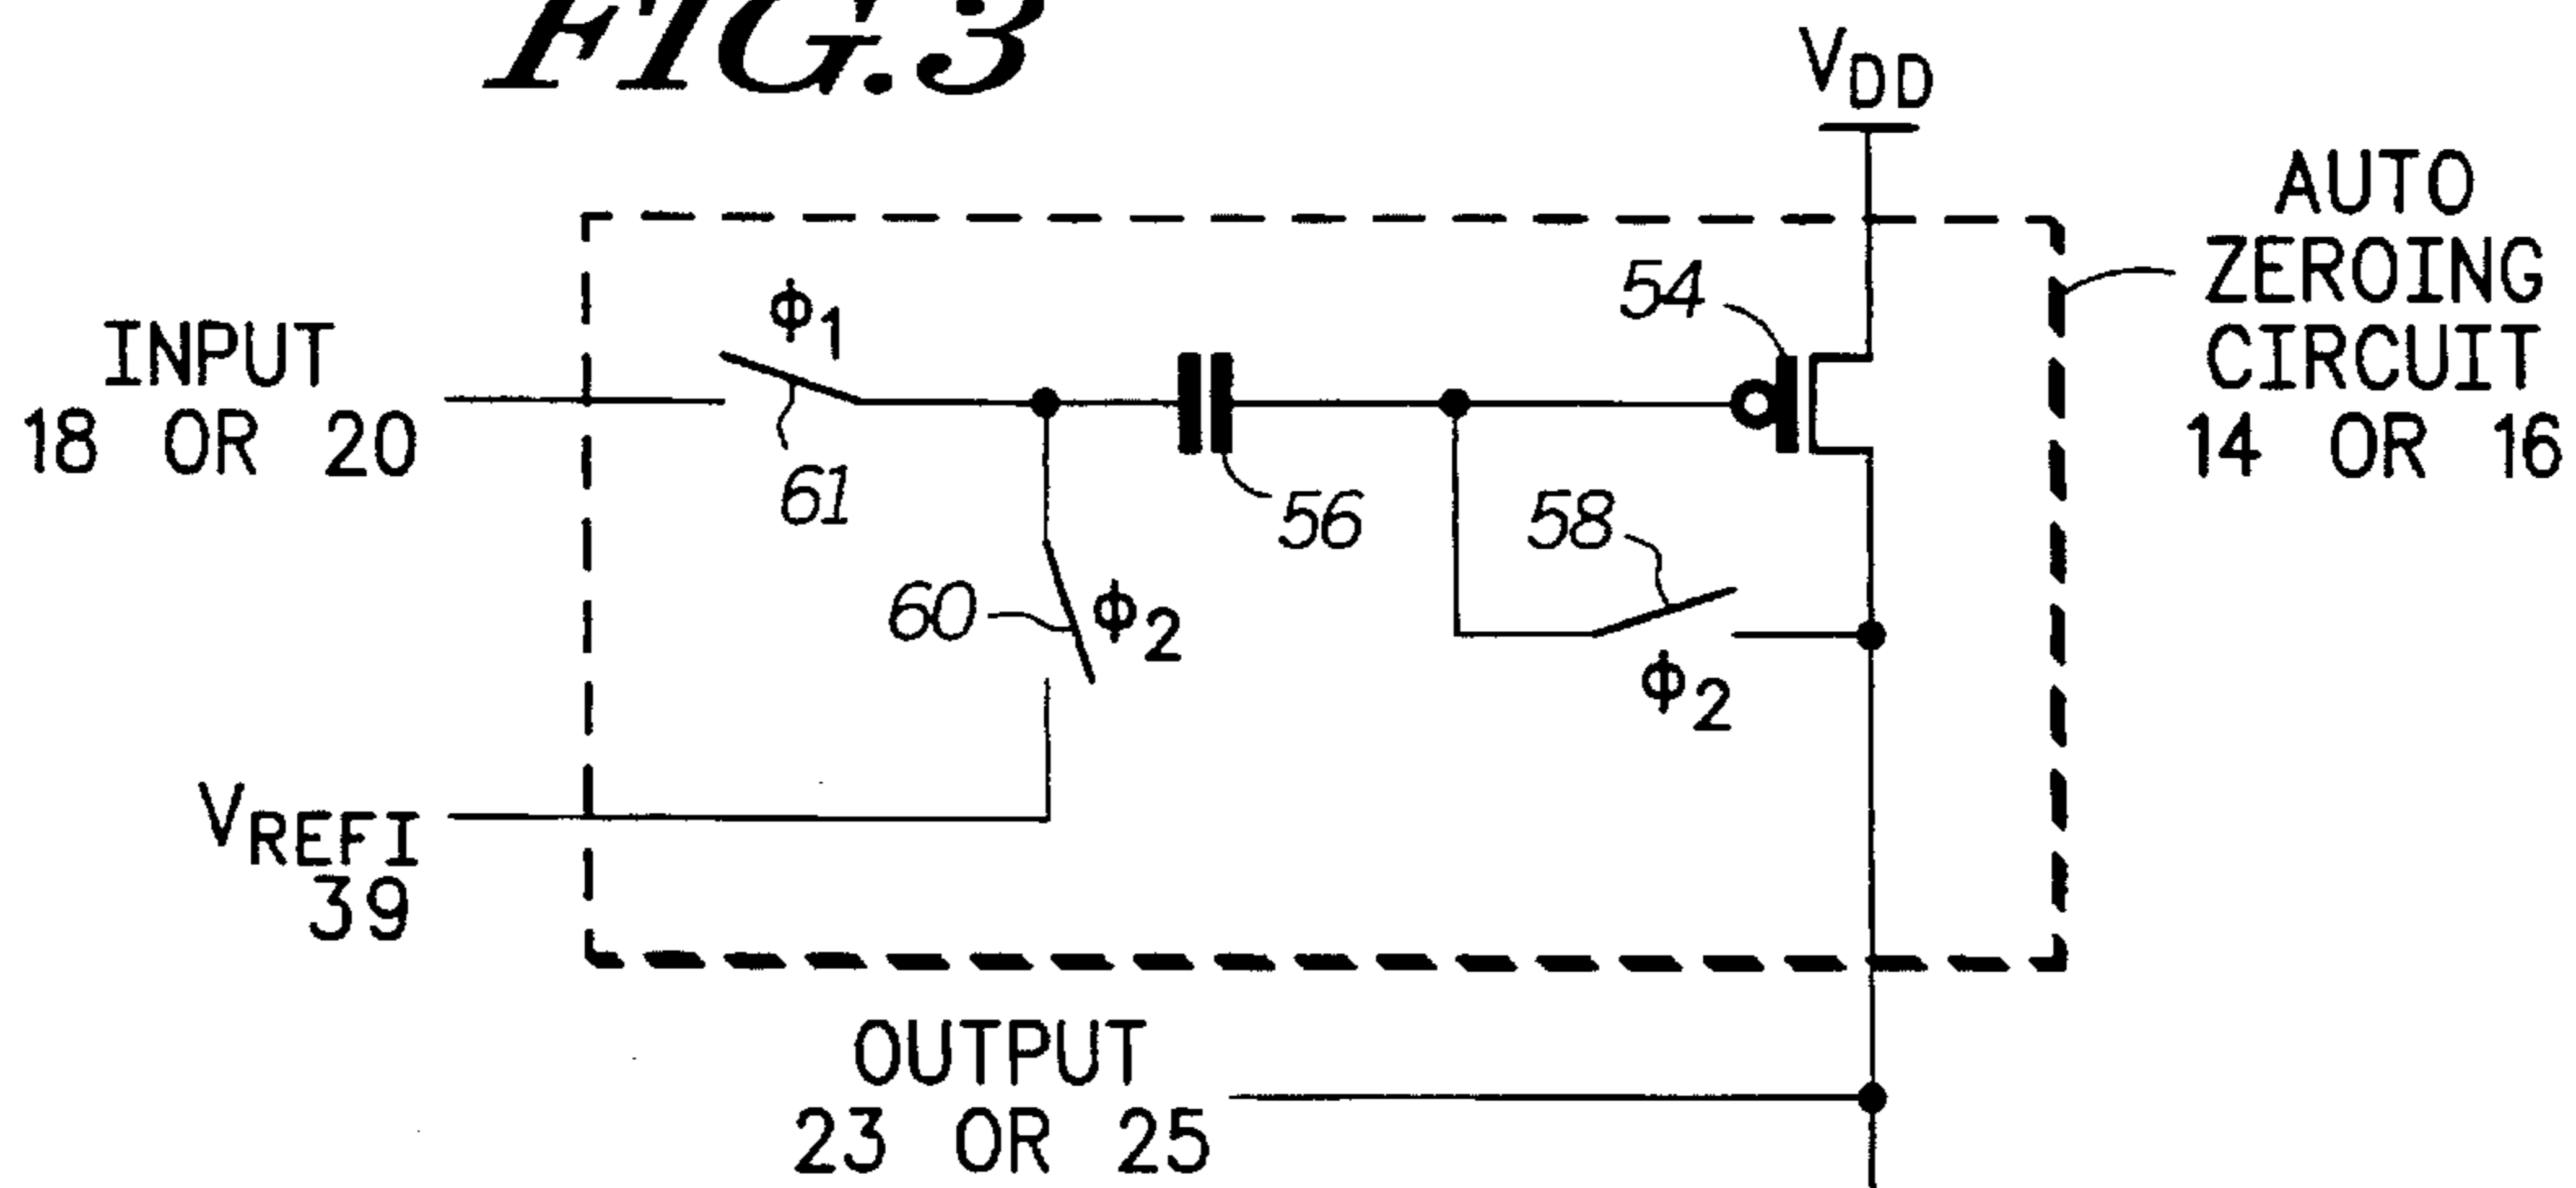 FIG.3
VDD
AUTO
ZEROING
CIRCUIT
14 OR 16
INPUT
18 OR 20
ϕ1
61
56
54
58
ϕ2
60
ϕ2
VREFI
39
OUTPUT
23 OR 25